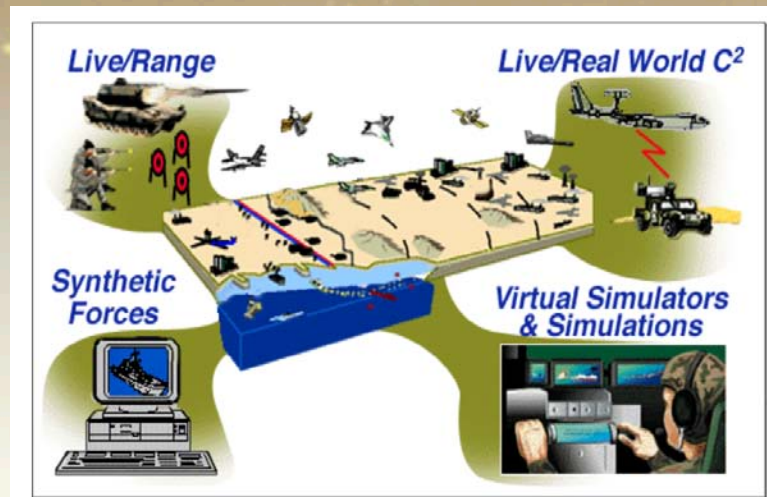 Live/Range
Live/Real World C²
Synthetic
Forces
Virtual Simulators
& Simulations